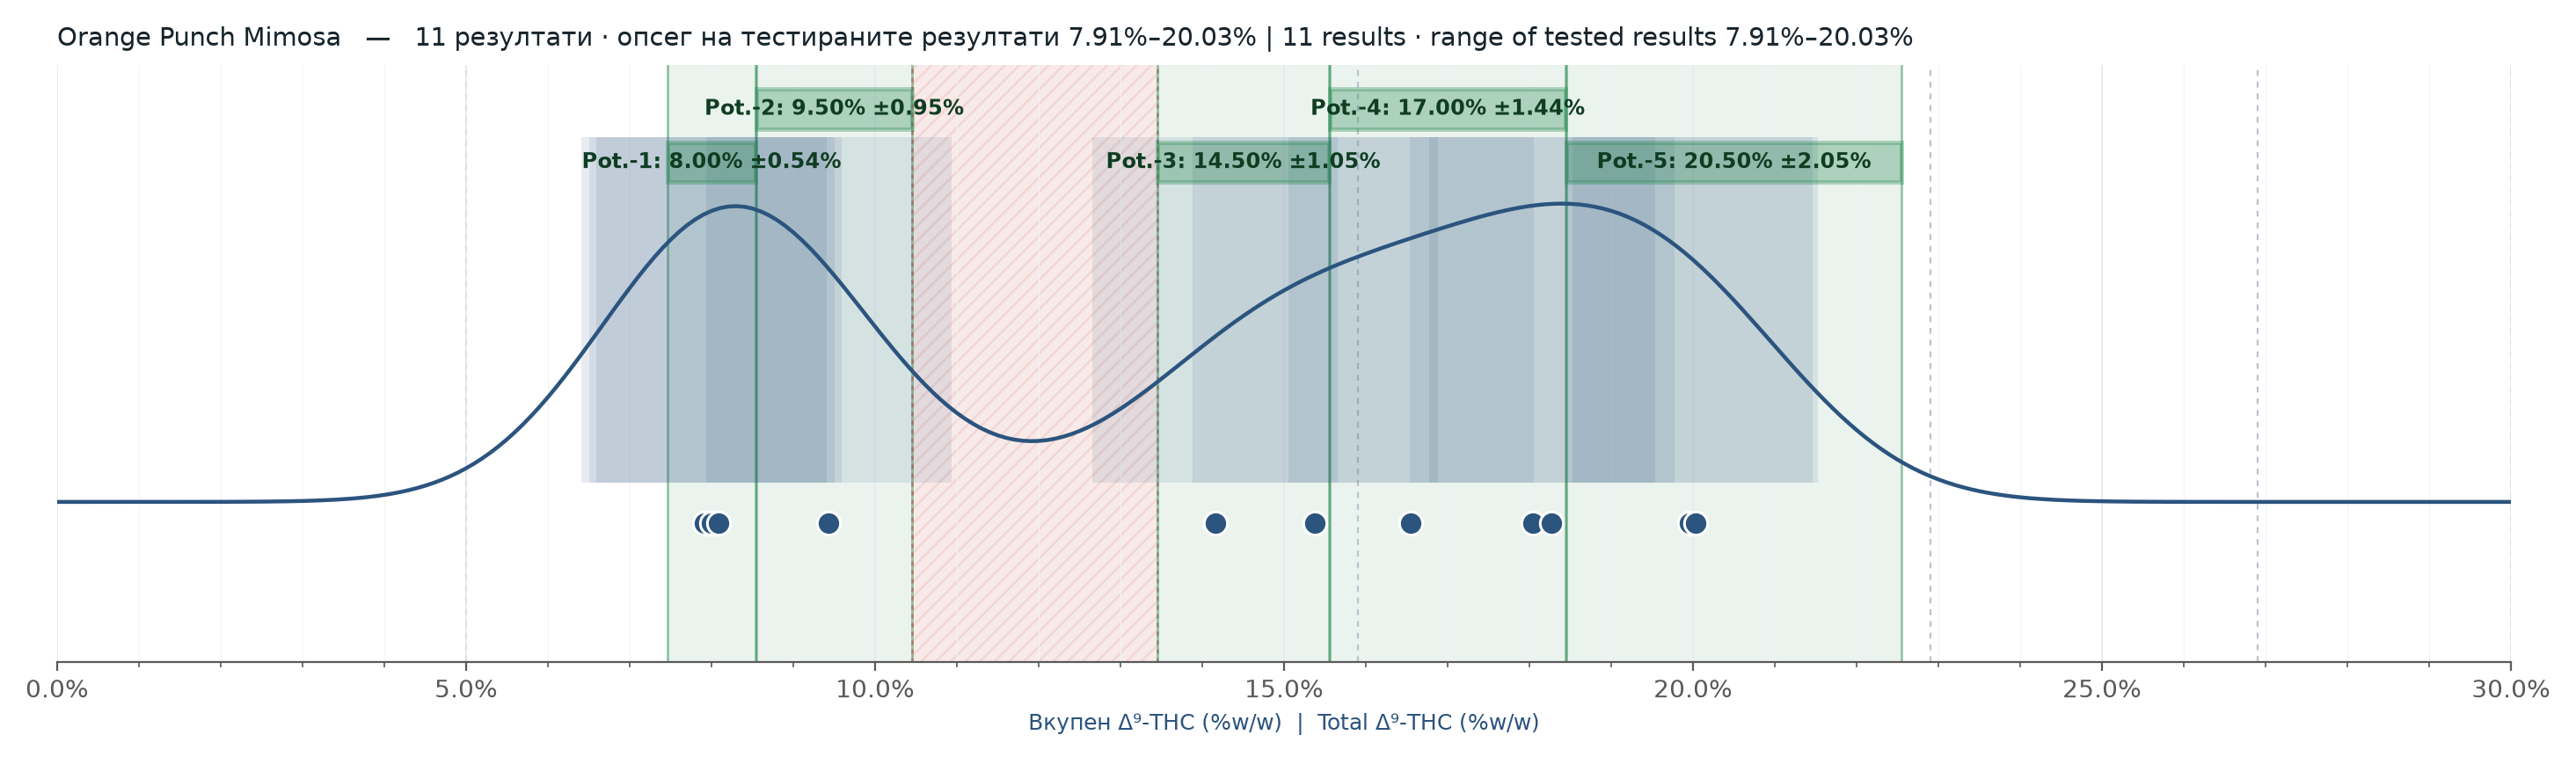 Orange Punch Mimosa — 11 резултати · опсег на тестираните резултати 7.91%–20.03% | 11 results · range of tested results 7.91%–20.03%
Pot.-2: 9.50% ±0.95%
Pot.-4: 17.00% ±1.44%
Pot.-1: 8.00% ±0.54%
Pot.-3: 14.50% ±1.05%
Pot.-5: 20.50% ±2.05%
0.0% 5.0% 10.0% 15.0% 20.0% 25.0% 30.0%
Вкупен Δ⁹-THC (%w/w) | Total Δ⁹-THC (%w/w)